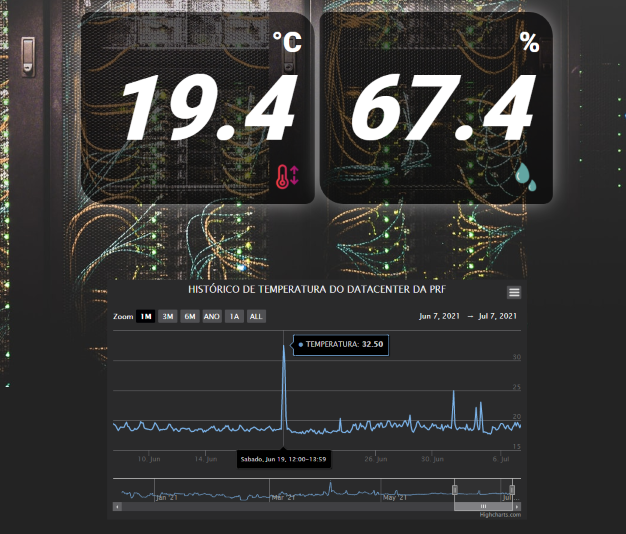 °C
%
19.4
67.4
HISTÓRICO DE TEMPERATURA DO DATACENTER DA PRF
Zoom 1M 3M 6M ANO 1A ALL Jun 7, 2021 → Jul 7, 2021
TEMPERATURA: 32.50
30
25
20
15
Sabado, Jun 19, 12:00-13:59
10. Jun 14. Jun 26. Jun 30. Jun 6. Jul
Jan '21 Mar '21 May '21 Jul...
Highcharts.com